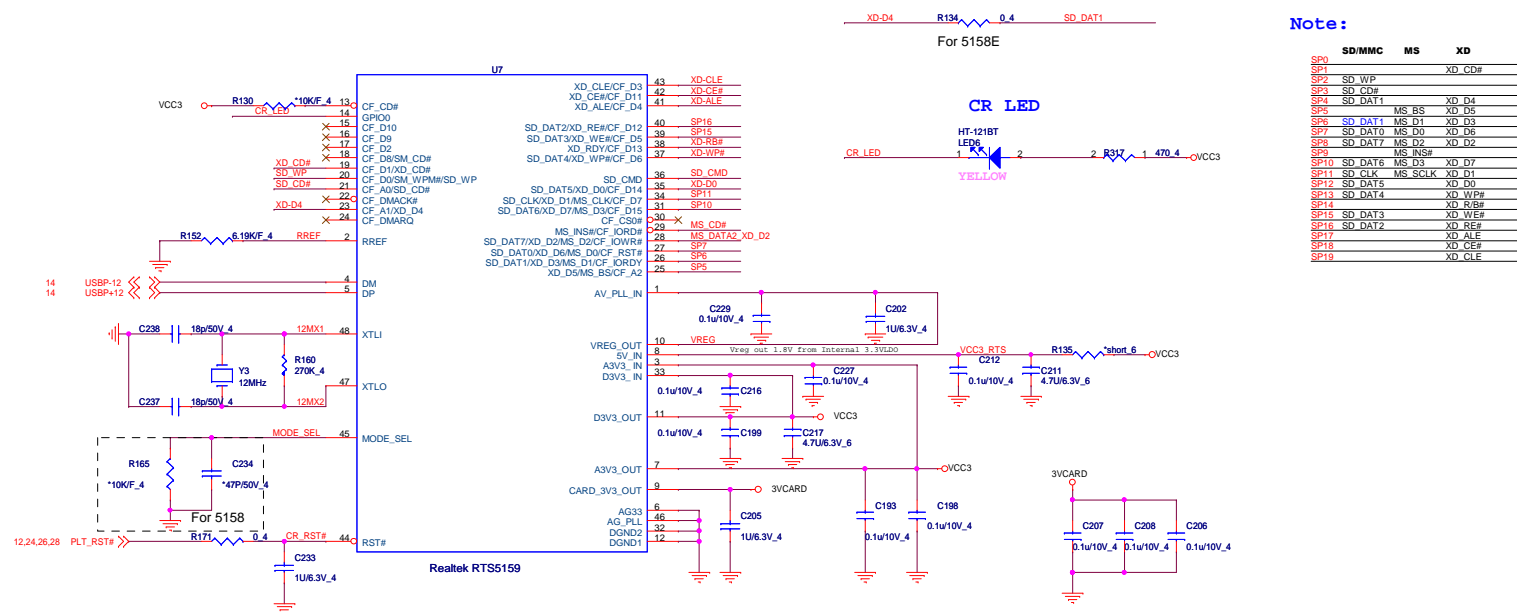 XD-D4 R134 0_4 SD_DAT1
For 5158E
Note:
SD/MMC MS XD
SP0
SP1 XD_CD#
SP2 SD_WP
SP3 SD_CD#
SP4 SD_DAT1 XD_D4
SP5 MS_BS XD_D5
SP6 SD_DAT1 MS_D1 XD_D3
SP7 SD_DAT0 MS_D0 XD_D6
SP8 SD_DAT7 MS_D2 XD_D2
SP9 MS_INS#
SP10 SD_DAT6 MS_D3 XD_D7
SP11 SD_CLK MS_SCLK XD_D1
SP12 SD_DAT5 XD_D0
SP13 SD_DAT4 XD_WP#
SP14 XD_R/B#
SP15 SD_DAT3 XD_WE#
SP16 SD_DAT2 XD_RE#
SP17 XD_ALE
SP18 XD_CE#
SP19 XD_CLE
CR LED
HT-121BT
LED6
CR_LED 1 2 2 R317 1 470_4 VCC3
YELLOW
U7
VCC3 R130 *10K/F_4 13 CF_CD#
CR_LED 14 GPIO0
15 CF_D10
16 CF_D9
17 CF_D2
18 CF_D8/SM_CD#
XD_CD# 19 CF_D1/XD_CD#
SD_WP 20 CF_D0/SM_WPM#/SD_WP
SD_CD# 21 CF_A0/SD_CD#
22 CF_DMACK#
XD-D4 23 CF_A1/XD_D4
24 CF_DMARQ
R152 6.19K/F_4 RREF 2 RREF
14 USBP-12 4 DM
14 USBP+12 5 DP
C238 18p/50V_4 12MX1 48 XTLI
Y3
12MHz
R160
270K_4
47 XTLO
C237 18p/50V_4 12MX2
MODE_SEL 45 MODE_SEL
R165
*10K/F_4
C234
*47P/50V_4
For 5158
12,24,26,28 PLT_RST# R171 0_4 CR_RST# 44 RST#
C233
1U/6.3V_4
Realtek RTS5159
XD_CLE/CF_D3 43 XD-CLE
XD_CE#/CF_D11 42 XD-CE#
XD_ALE/CF_D4 41 XD-ALE
SD_DAT2/XD_RE#/CF_D12 40 SP16
SD_DAT3/XD_WE#/CF_D5 39 SP15
XD_RDY/CF_D13 38 XD-RB#
SD_DAT4/XD_WP#/CF_D6 37 XD-WP#
SD_CMD 36 SD_CMD
SD_DAT5/XD_D0/CF_D14 35 XD-D0
SD_CLK/XD_D1/MS_CLK/CF_D7 34 SP11
SD_DAT6/XD_D7/MS_D3/CF_D15 31 SP10
CF_CS0# 30
MS_INS#/CF_IORD# 29 MS_CD#
SD_DAT7/XD_D2/MS_D2/CF_IOWR# 28 MS_DATA2_XD_D2
SD_DAT0/XD_D6/MS_D0/CF_RST# 27 SP7
SD_DAT1/XD_D3/MS_D1/CF_IORDY 26 SP6
XD_D5/MS_BS/CF_A2 25 SP5
AV_PLL_IN 1
C229
0.1u/10V_4
C202
1U/6.3V_4
VREG_OUT 10 VREG
Vreg out 1.8V from Internal 3.3VLDO
5V_IN 8 VCC3_RTS R135 *short_6 VCC3
A3V3_IN 3
D3V3_IN 33
C212
0.1u/10V_4
C211
4.7U/6.3V_6
C227
0.1u/10V_4
0.1u/10V_4 C216
D3V3_OUT 11 VCC3
0.1u/10V_4 C199
C217
4.7U/6.3V_6
A3V3_OUT 7 VCC3
CARD_3V3_OUT 9 3VCARD
AG33 6
AG_PLL 46
DGND2 32
DGND1 12
C205
1U/6.3V_4
C193
0.1u/10V_4
C198
0.1u/10V_4
3VCARD
C207
0.1u/10V_4
C208
0.1u/10V_4
C206
0.1u/10V_4